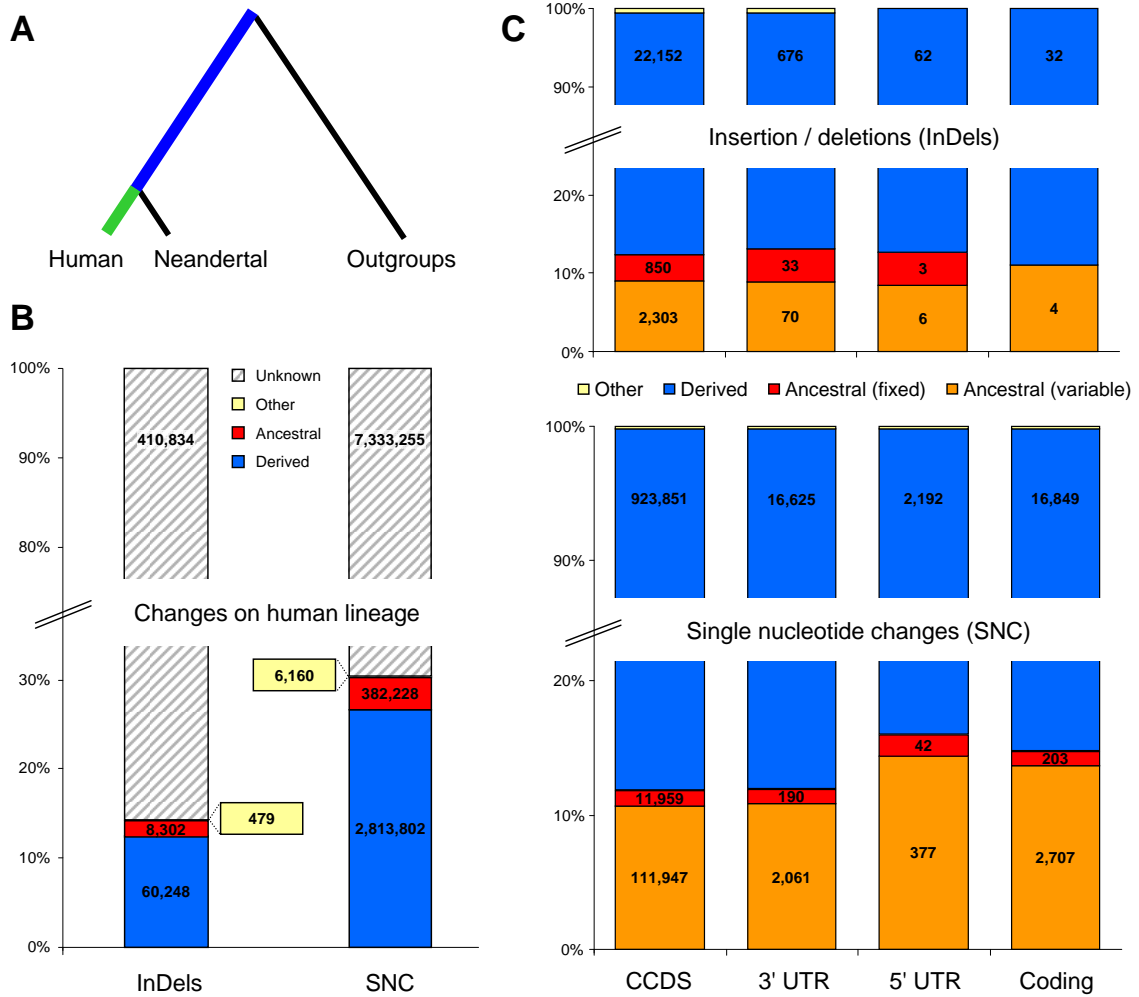 A
Human
Neandertal
Outgroups
B
100%
90%
80%
30%
20%
10%
0%
Unknown
Other
Ancestral
Derived
410,834
7,333,255
Changes on human lineage
6,160
382,228
479
8,302
2,813,802
60,248
InDels
SNC
C
100%
90%
20%
10%
0%
22,152
676
62
32
Insertion / deletions (InDels)
850
33
3
2,303
70
6
4
Other
Derived
Ancestral (fixed)
Ancestral (variable)
100%
90%
20%
10%
0%
923,851
16,625
2,192
16,849
Single nucleotide changes (SNC)
11,959
190
42
203
111,947
2,061
377
2,707
CCDS
3' UTR
5' UTR
Coding